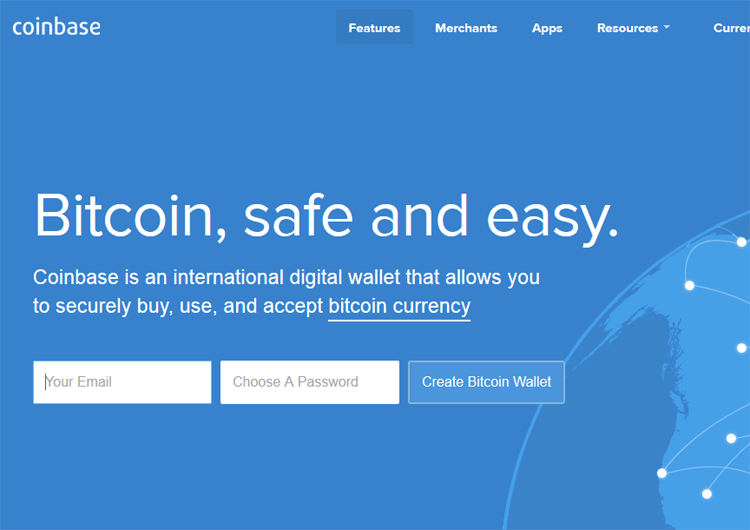 coinbase
Features
Merchants
Apps
Resources
Bitcoin, safe and easy.
Coinbase is an international digital wallet that allows you
to securely buy, use, and accept bitcoin currency
Your Email
Choose A Password
Create Bitcoin Wallet